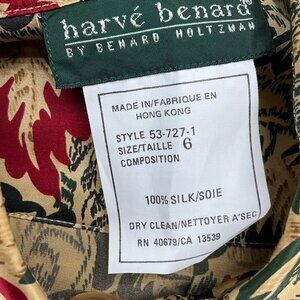 harvé benard
BY BENARD HOLTZMAN
MADE IN/FABRIQUE EN
HONG KONG
STYLE 53-727-1
SIZE/TAILLE 6
COMPOSITION
100% SILK/SOIE
DRY CLEAN/NETTOYER A'SEC
RN 40679/CA 13539